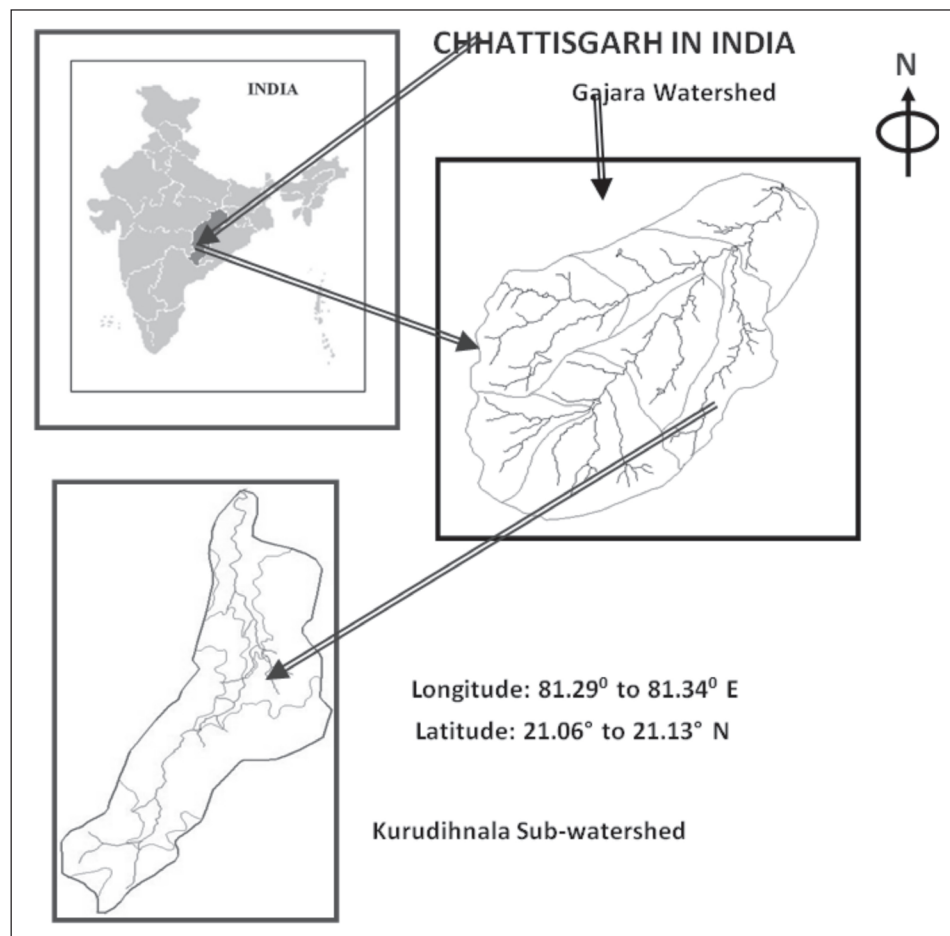 CHHATTISGARH IN INDIA
INDIA
Gajara Watershed
N
Longitude: 81.29⁰ to 81.34⁰ E
Latitude: 21.06° to 21.13° N
Kurudihnala Sub-watershed